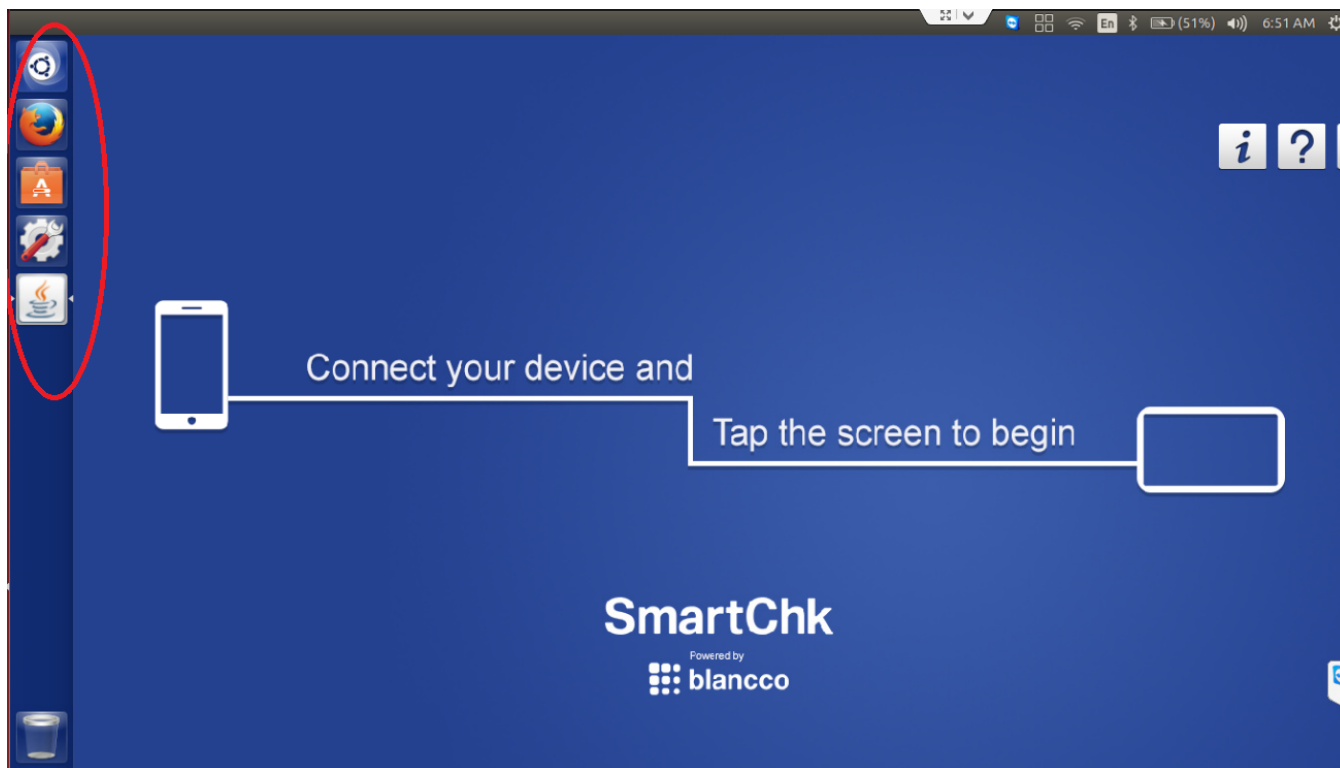 En (51%) 6:51 AM
i ?
Connect your device and
Tap the screen to begin
SmartChk
Powered by
blancco